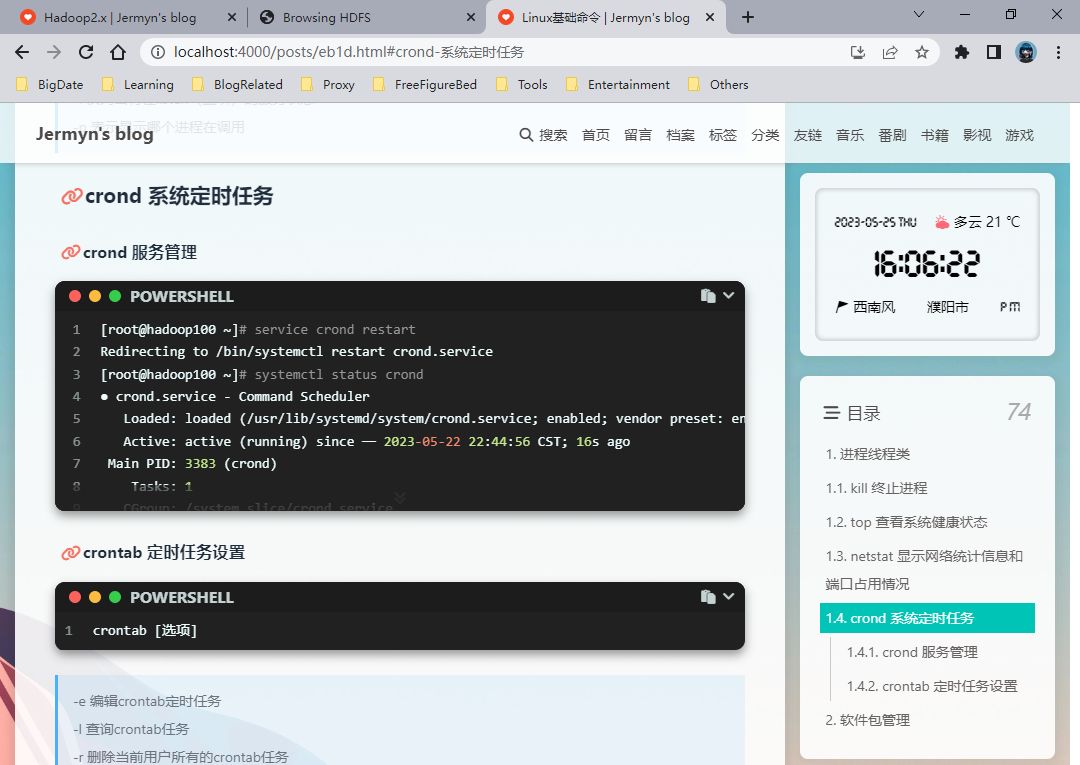 Hadoop2.x | Jermyn's blog
Browsing HDFS
Linux基础命令 | Jermyn's blog
localhost:4000/posts/eb1d.html#crond-系统定时任务
BigDate
Learning
BlogRelated
Proxy
FreeFigureBed
Tools
Entertainment
Others
Jermyn's blog
搜索 首页 留言 档案 标签 分类 友链 音乐 番剧 书籍 影视 游戏
crond 系统定时任务
crond 服务管理
POWERSHELL
1 [root@hadoop100 ~]# service crond restart
2 Redirecting to /bin/systemctl restart crond.service
3 [root@hadoop100 ~]# systemctl status crond
4 ● crond.service - Command Scheduler
5 Loaded: loaded (/usr/lib/systemd/system/crond.service; enabled; vendor preset: en
6 Active: active (running) since 一 2023-05-22 22:44:56 CST; 16s ago
7 Main PID: 3383 (crond)
8 Tasks: 1
9 CGroup: /system.slice/crond.service
crontab 定时任务设置
POWERSHELL
1 crontab [选项]
-e 编辑crontab定时任务
-l 查询crontab任务
-r 删除当前用户所有的crontab任务
2023-05-25 THU
多云 21 ℃
16:06:22
西南风 濮阳市 PM
目录 74
1. 进程线程类
1.1. kill 终止进程
1.2. top 查看系统健康状态
1.3. netstat 显示网络统计信息和
端口占用情况
1.4. crond 系统定时任务
1.4.1. crond 服务管理
1.4.2. crontab 定时任务设置
2. 软件包管理